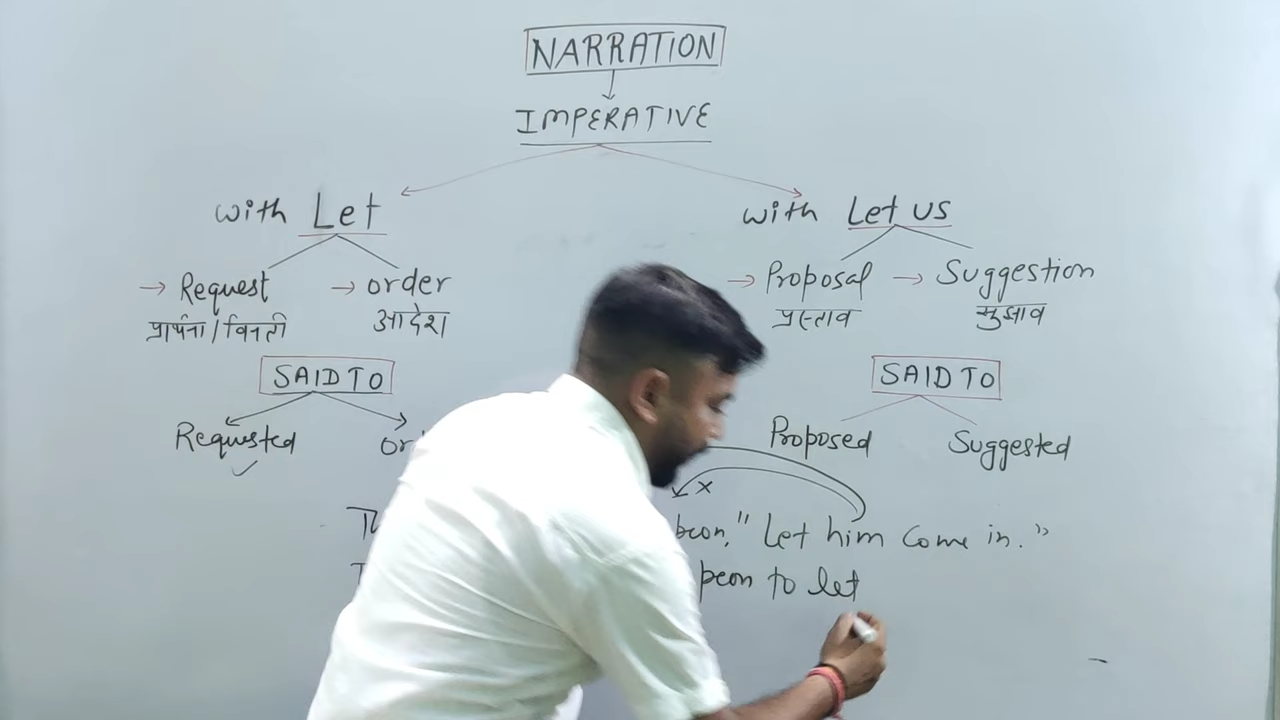 NARRATION
IMPERATIVE
with Let with Let us
→ Request → order → Proposal → Suggestion
प्रार्थना / विनती आदेश प्रस्ताव सुझाव
SAID TO SAID TO
Requested Proposed Suggested
" Let him come in."
peon to let